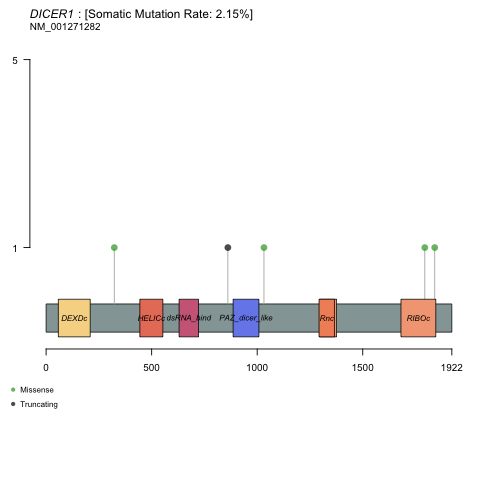 DICER1 : [Somatic Mutation Rate: 2.15%]
NM_001271282
5
1
DEXDc HELICc dsRNA_bind PAZ_dicer_like Rnc RIBOc
0 500 1000 1500 1922
Missense
Truncating